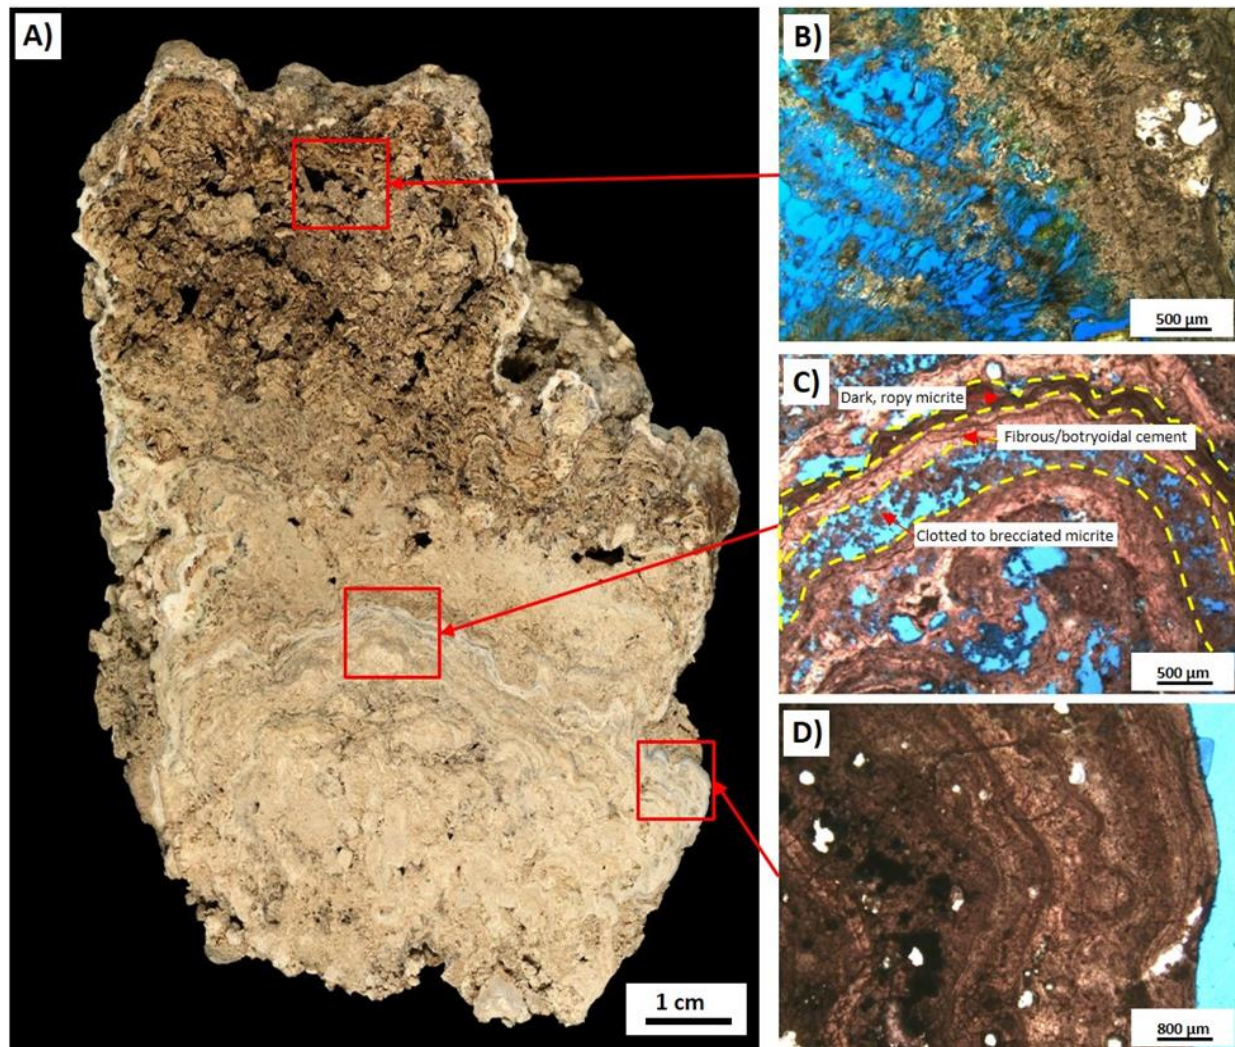 A)
1 cm
B)
500 µm
C)
Dark, ropy micrite
Fibrous/botryoidal cement
Clotted to brecciated micrite
500 µm
D)
800 µm